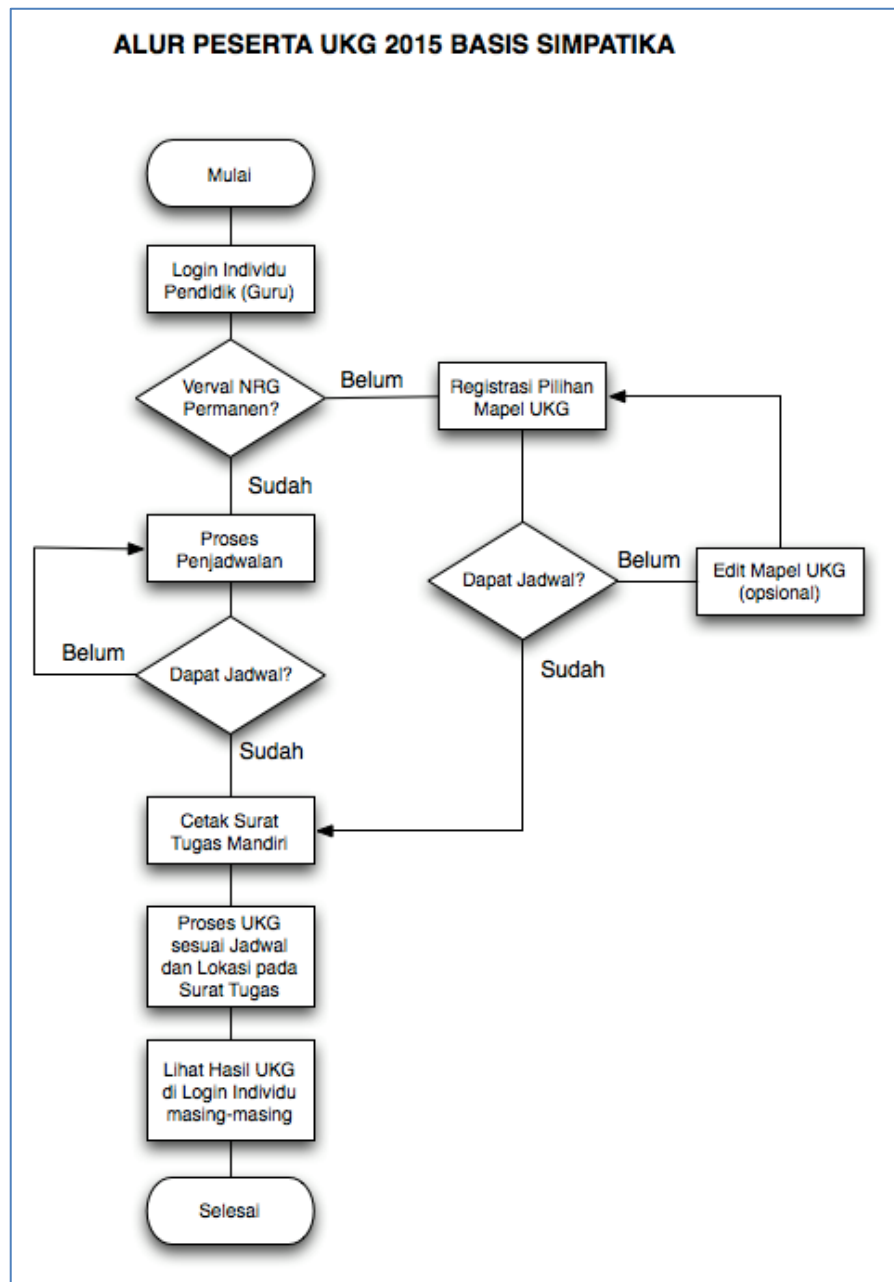 ALUR PESERTA UKG 2015 BASIS SIMPATIKA
Mulai
Login Individu
Pendidik (Guru)
Verval NRG
Permanen?
Belum
Registrasi Pilihan
Mapel UKG
Sudah
Proses
Penjadwalan
Dapat Jadwal?
Belum
Edit Mapel UKG
(opsional)
Belum
Dapat Jadwal?
Sudah
Sudah
Cetak Surat
Tugas Mandiri
Proses UKG
sesuai Jadwal
dan Lokasi pada
Surat Tugas
Lihat Hasil UKG
di Login Individu
masing-masing
Selesai